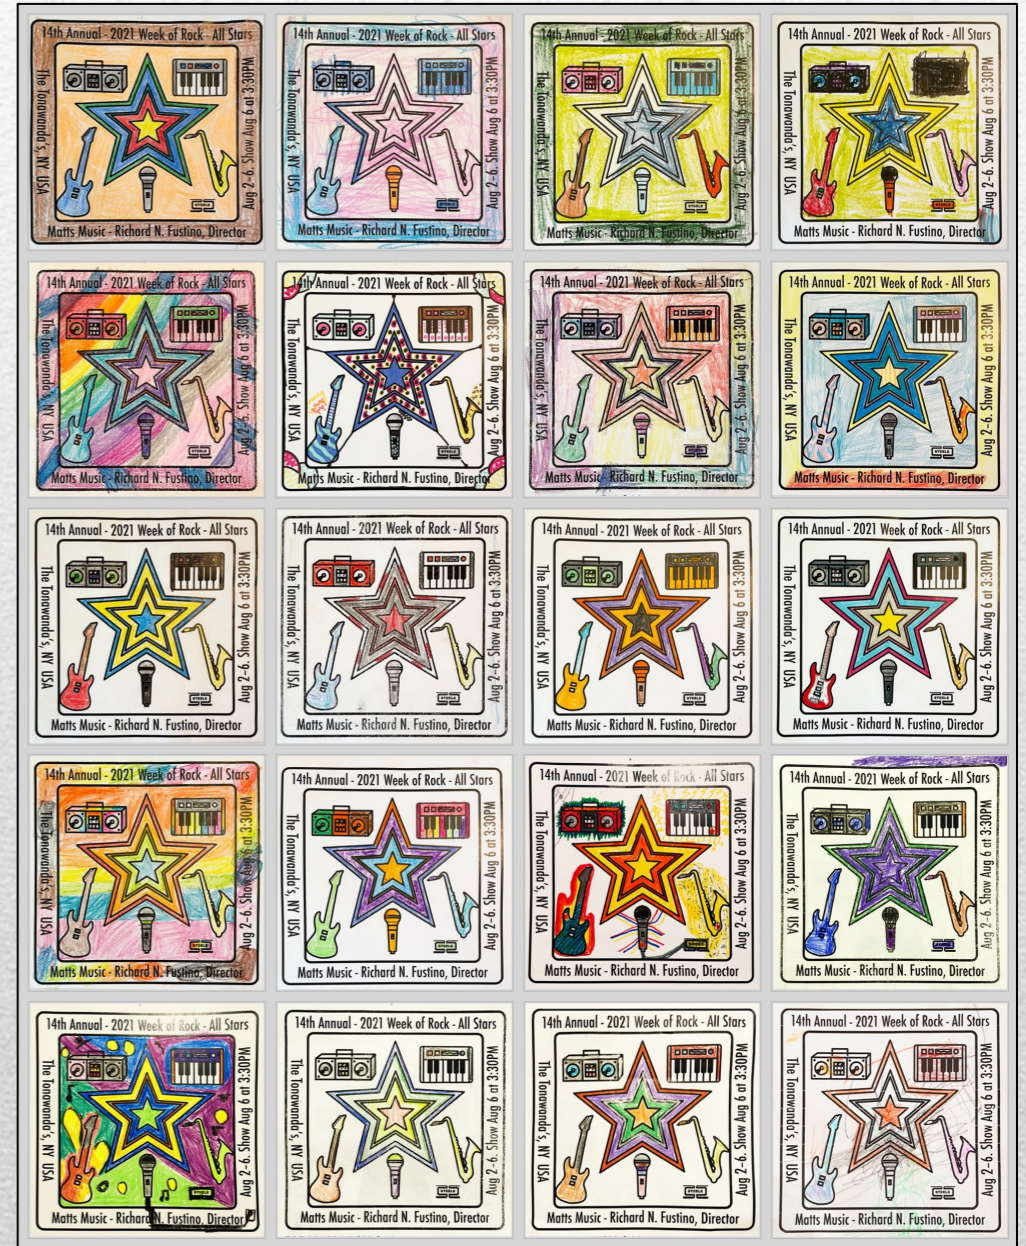 14th Annual - 2021 Week of Rock - All Stars
The Tonawanda's, NY USA
Aug 2-6. Show Aug 6 at 3:30PM
STEELE
Matts Music - Richard N. Fustino, Director
14th Annual - 2021 Week of Rock - All Stars
The Tonawanda's, NY USA
Aug 2-6. Show Aug 6 at 3:30PM
STEELE
Matts Music - Richard N. Fustino, Director
14th Annual - 2021 Week of Rock - All Stars
The Tonawanda's, NY USA
Aug 2-6. Show Aug 6 at 3:30PM
STEELE
Matts Music - Richard N. Fustino, Director
14th Annual - 2021 Week of Rock - All Stars
The Tonawanda's, NY USA
Aug 2-6. Show Aug 6 at 3:30PM
STEELE
Matts Music - Richard N. Fustino, Director
14th Annual - 2021 Week of Rock - All Stars
The Tonawanda's, NY USA
Aug 2-6. Show Aug 6 at 3:30PM
STEELE
Matts Music - Richard N. Fustino, Director
14th Annual - 2021 Week of Rock - All Stars
The Tonawanda's, NY USA
Aug 2-6. Show Aug 6 at 3:30PM
STEELE
Matts Music - Richard N. Fustino, Director
14th Annual - 2021 Week of Rock - All Stars
The Tonawanda's, NY USA
Aug 2-6. Show Aug 6 at 3:30PM
STEELE
Matts Music - Richard N. Fustino, Director
14th Annual - 2021 Week of Rock - All Stars
The Tonawanda's, NY USA
Aug 2-6. Show Aug 6 at 3:30PM
STEELE
Matts Music - Richard N. Fustino, Director
14th Annual - 2021 Week of Rock - All Stars
The Tonawanda's, NY USA
Aug 2-6. Show Aug 6 at 3:30PM
STEELE
Matts Music - Richard N. Fustino, Director
14th Annual - 2021 Week of Rock - All Stars
The Tonawanda's, NY USA
Aug 2-6. Show Aug 6 at 3:30PM
STEELE
Matts Music - Richard N. Fustino, Director
14th Annual - 2021 Week of Rock - All Stars
The Tonawanda's, NY USA
Aug 2-6. Show Aug 6 at 3:30PM
STEELE
Matts Music - Richard N. Fustino, Director
14th Annual - 2021 Week of Rock - All Stars
The Tonawanda's, NY USA
Aug 2-6. Show Aug 6 at 3:30PM
STEELE
Matts Music - Richard N. Fustino, Director
14th Annual - 2021 Week of Rock - All Stars
The Tonawanda's, NY USA
Aug 2-6. Show Aug 6 at 3:30PM
STEELE
Matts Music - Richard N. Fustino, Director
14th Annual - 2021 Week of Rock - All Stars
The Tonawanda's, NY USA
Aug 2-6. Show Aug 6 at 3:30PM
STEELE
Matts Music - Richard N. Fustino, Director
14th Annual - 2021 Week of Rock - All Stars
The Tonawanda's, NY USA
Aug 2-6. Show Aug 6 at 3:30PM
STEELE
Matts Music - Richard N. Fustino, Director
14th Annual - 2021 Week of Rock - All Stars
The Tonawanda's, NY USA
Aug 2-6. Show Aug 6 at 3:30PM
STEELE
Matts Music - Richard N. Fustino, Director
14th Annual - 2021 Week of Rock - All Stars
The Tonawanda's, NY USA
Aug 2-6. Show Aug 6 at 3:30PM
STEELE
Matts Music - Richard N. Fustino, Director
14th Annual - 2021 Week of Rock - All Stars
The Tonawanda's, NY USA
Aug 2-6. Show Aug 6 at 3:30PM
STEELE
Matts Music - Richard N. Fustino, Director
14th Annual - 2021 Week of Rock - All Stars
The Tonawanda's, NY USA
Aug 2-6. Show Aug 6 at 3:30PM
STEELE
Matts Music - Richard N. Fustino, Director
14th Annual - 2021 Week of Rock - All Stars
The Tonawanda's, NY USA
Aug 2-6. Show Aug 6 at 3:30PM
STEELE
Matts Music - Richard N. Fustino, Director